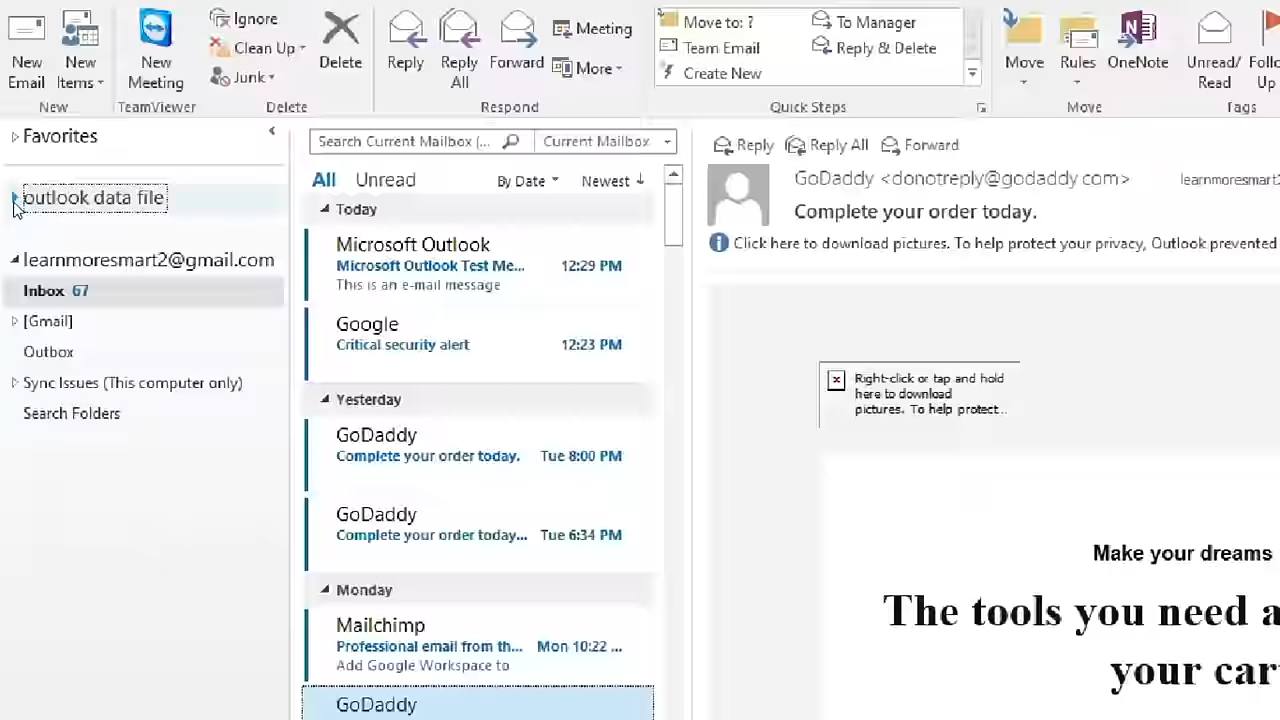 New Email
New Items
New
New Meeting
TeamViewer
Ignore
Clean Up
Junk
Delete
Delete
Reply
Reply All
Forward
Meeting
More
Respond
Move to: ?
Team Email
Create New
To Manager
Reply & Delete
Quick Steps
Move
Rules
OneNote
Move
Unread/ Read
Follo
Up
Tags
Favorites
outlook data file
learnmoresmart2@gmail.com
Inbox 67
[Gmail]
Outbox
Sync Issues (This computer only)
Search Folders
Search Current Mailbox (...
Current Mailbox
All Unread
By Date Newest
Today
Microsoft Outlook
Microsoft Outlook Test Me... 12:29 PM
This is an e-mail message
Google
Critical security alert 12:23 PM
Yesterday
GoDaddy
Complete your order today. Tue 8:00 PM
GoDaddy
Complete your order today... Tue 6:34 PM
Monday
Mailchimp
Professional email from th... Mon 10:22 ...
Add Google Workspace to
GoDaddy
Reply Reply All Forward
GoDaddy <donotreply@godaddy.com> learnmoresmart2
Complete your order today.
Click here to download pictures. To help protect your privacy, Outlook prevented
Right-click or tap and hold
here to download
pictures. To help protect...
Make your dreams
The tools you need a
your car